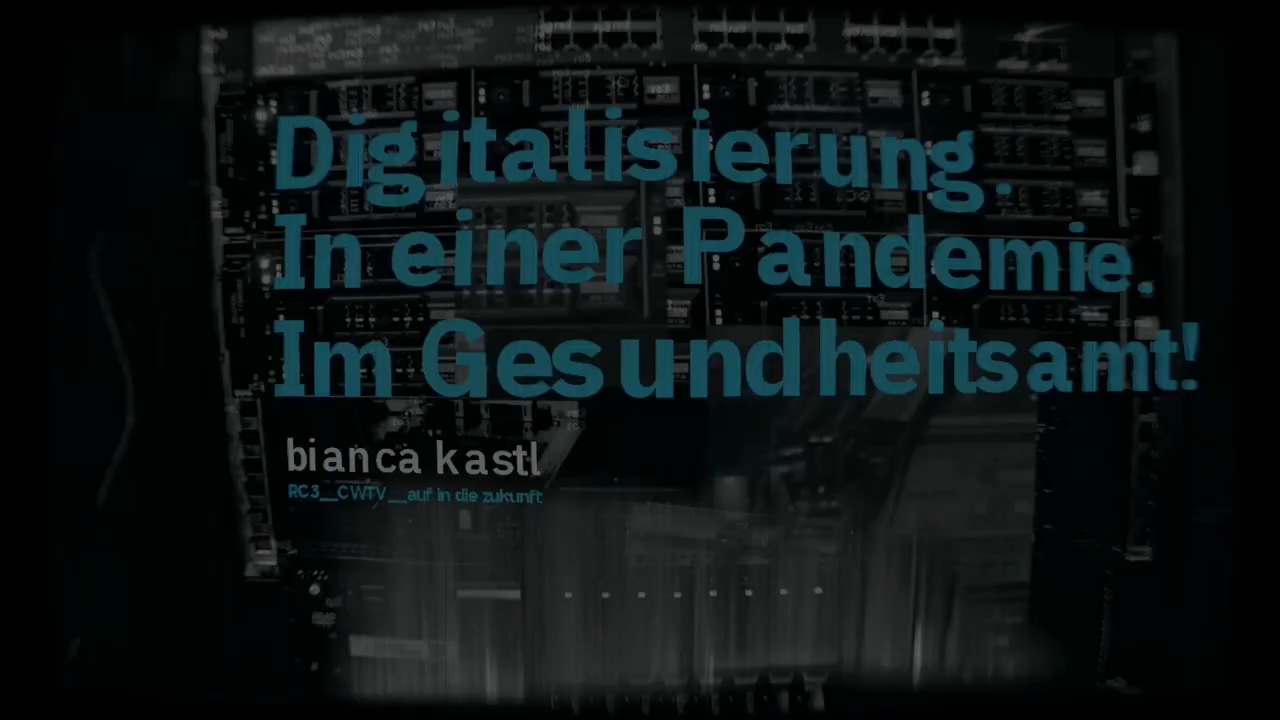 Digitalisierung.
In einer Pandemie.
Im Gesundheitsamt!
bianca kastl
RC3__CWTV__auf in die zukunft